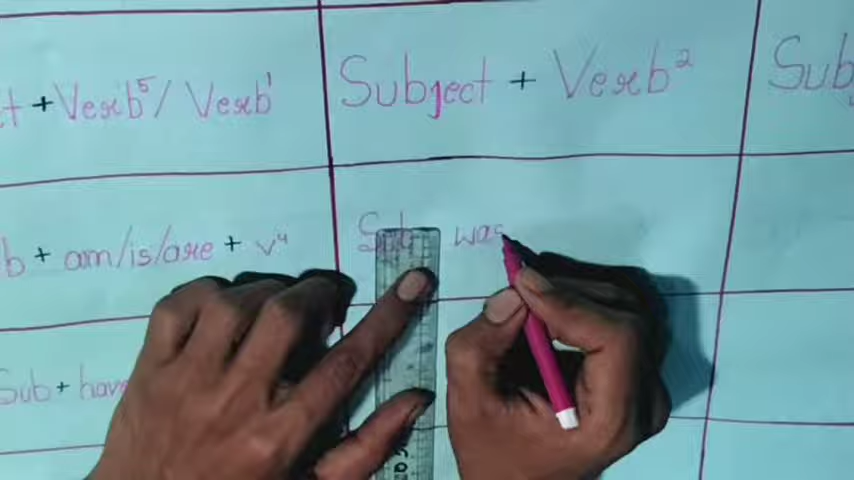 t + Verb⁵/ Verb¹ Subject + Verb² Sub
b + am/is/are + v⁴ Sub was
Sub + hav